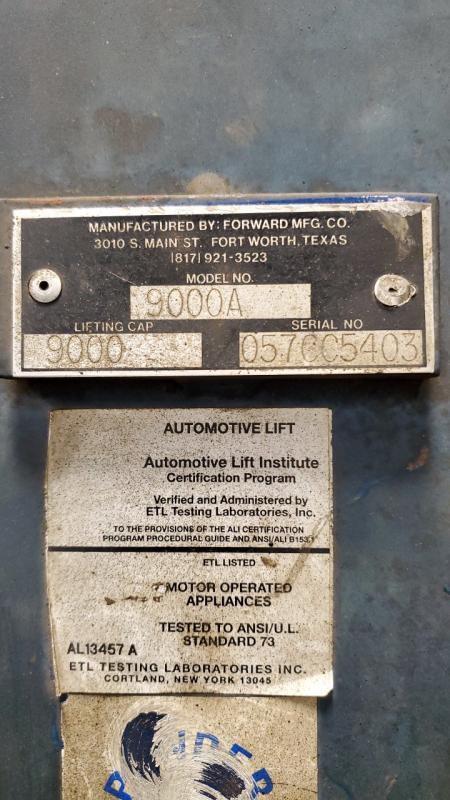 MANUFACTURED BY: FORWARD MFG. CO.
3010 S. MAIN ST. FORT WORTH, TEXAS
(817) 921-3523
MODEL NO.
9000A
LIFTING CAP
9000
SERIAL NO
057CC5403
AUTOMOTIVE LIFT
Automotive Lift Institute
Certification Program
Verified and Administered by
ETL Testing Laboratories, Inc.
TO THE PROVISIONS OF THE ALI CERTIFICATION
PROGRAM PROCEDURAL GUIDE AND ANSI/ALI B153.1
ETL LISTED
MOTOR OPERATED
APPLIANCES
TESTED TO ANSI/U.L.
STANDARD 73
AL13457 A
ETL TESTING LABORATORIES INC.
CORTLAND, NEW YORK 13045